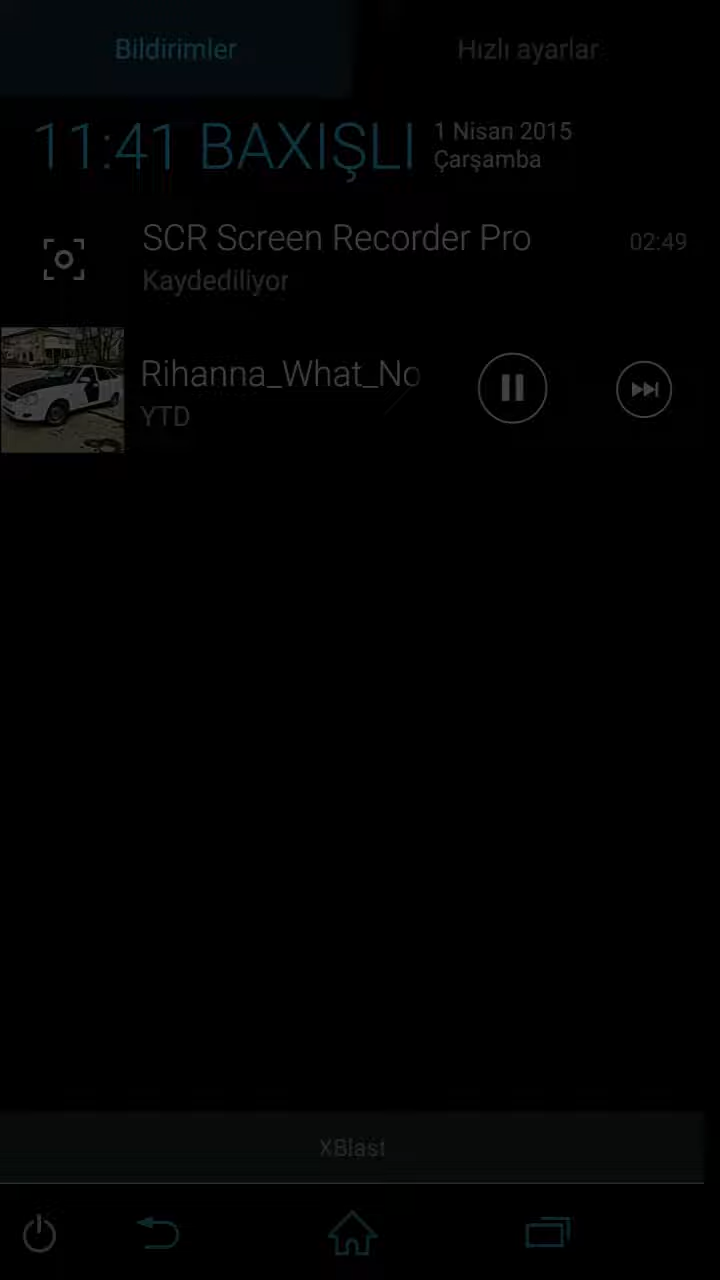 Bildirimler
Hızlı ayarlar
11:41 BAXIŞLI
1 Nisan 2015
Çarşamba
SCR Screen Recorder Pro
02:49
Kaydediliyor
Rihanna_What_No
YTD
XBlast